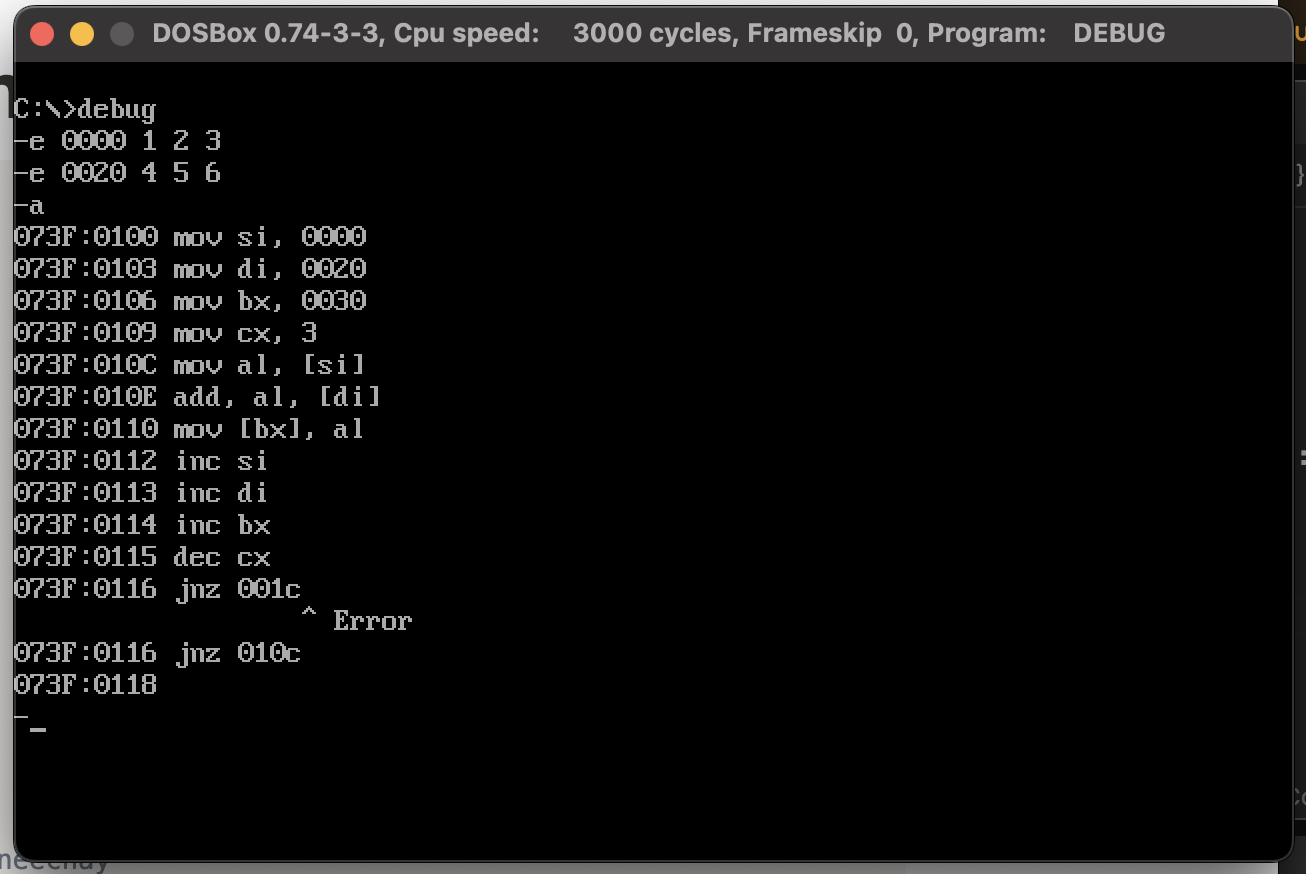 DOSBox 0.74-3-3, Cpu speed: 3000 cycles, Frameskip 0, Program: DEBUG
C:\>debug
-e 0000 1 2 3
-e 0020 4 5 6
-a
073F:0100 mov si, 0000
073F:0103 mov di, 0020
073F:0106 mov bx, 0030
073F:0109 mov cx, 3
073F:010C mov al, [si]
073F:010E add, al, [di]
073F:0110 mov [bx], al
073F:0112 inc si
073F:0113 inc di
073F:0114 inc bx
073F:0115 dec cx
073F:0116 jnz 001c
^ Error
073F:0116 jnz 010c
073F:0118
-_